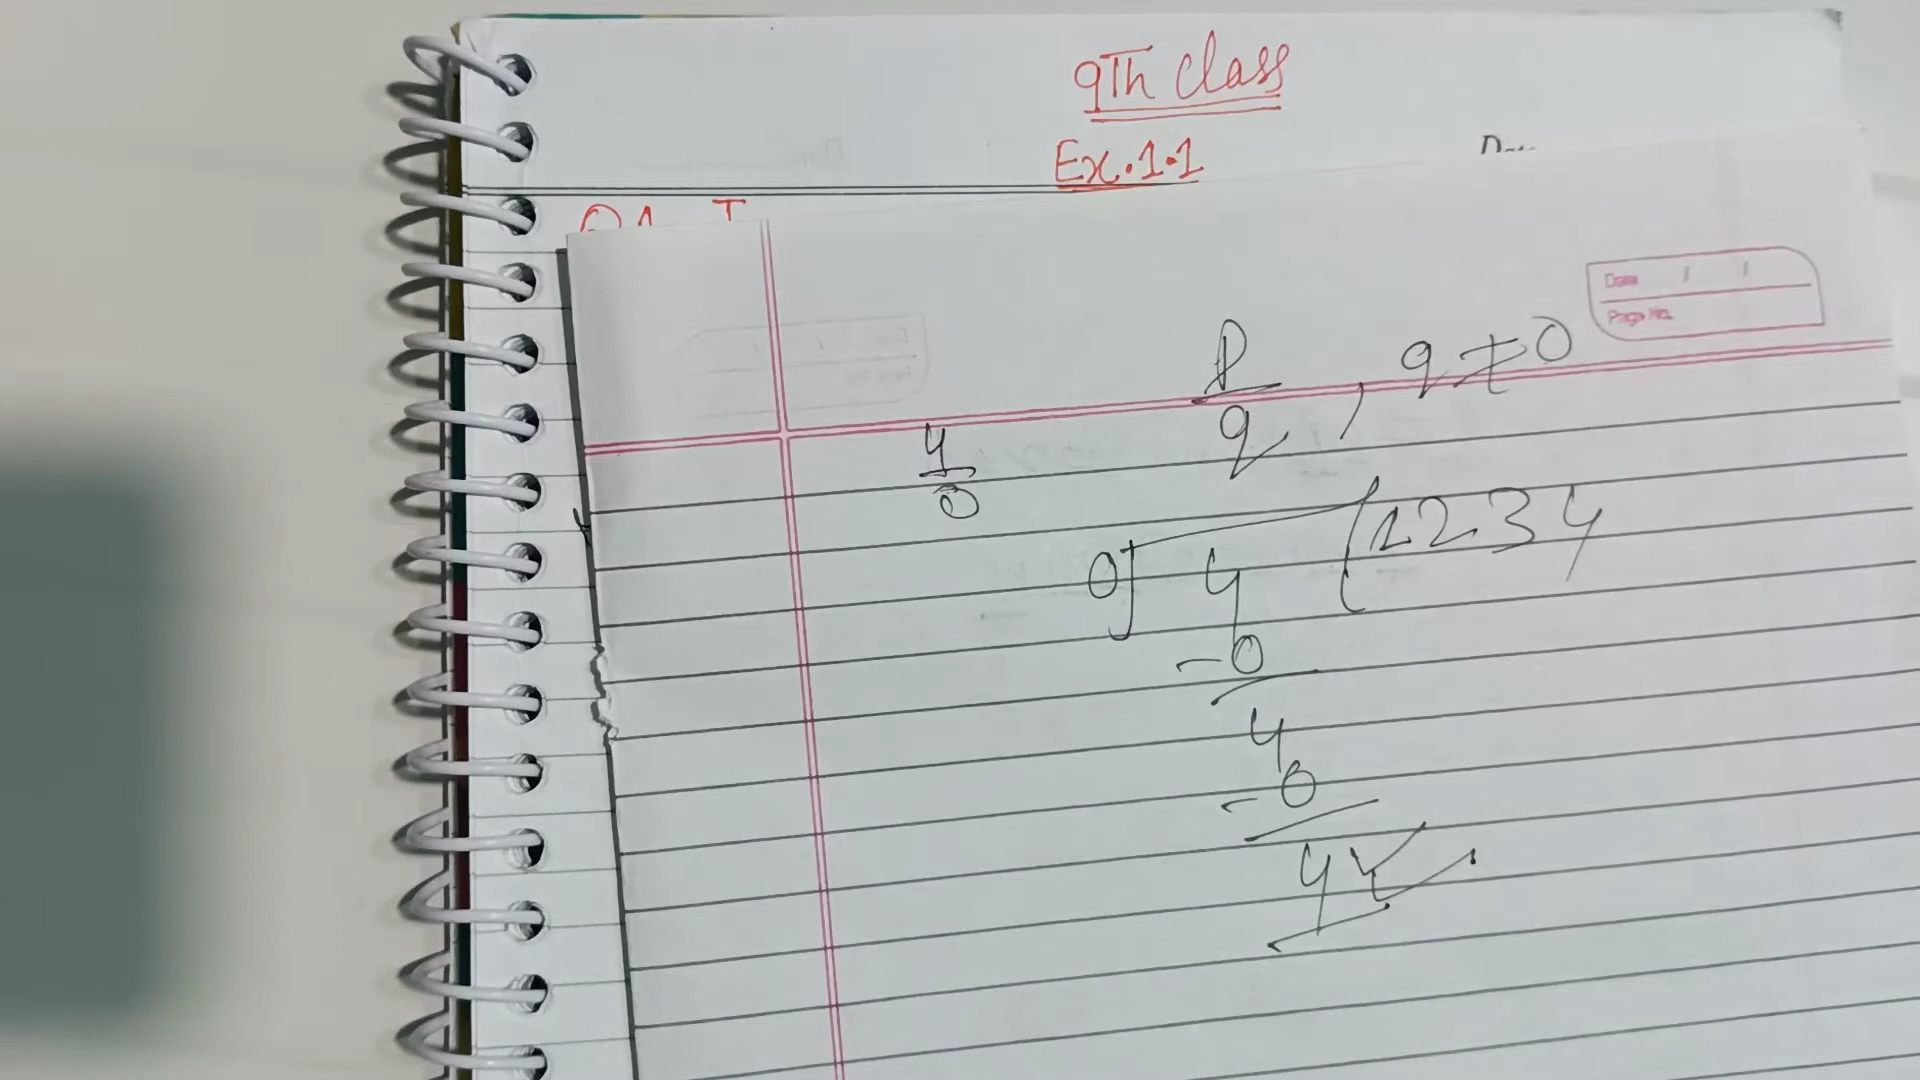 9Th class
Ex.1.1
Date / /
Page No.
p/q , q ≠ 0
4/0
0) 4 (1234
-0
4
-0
4